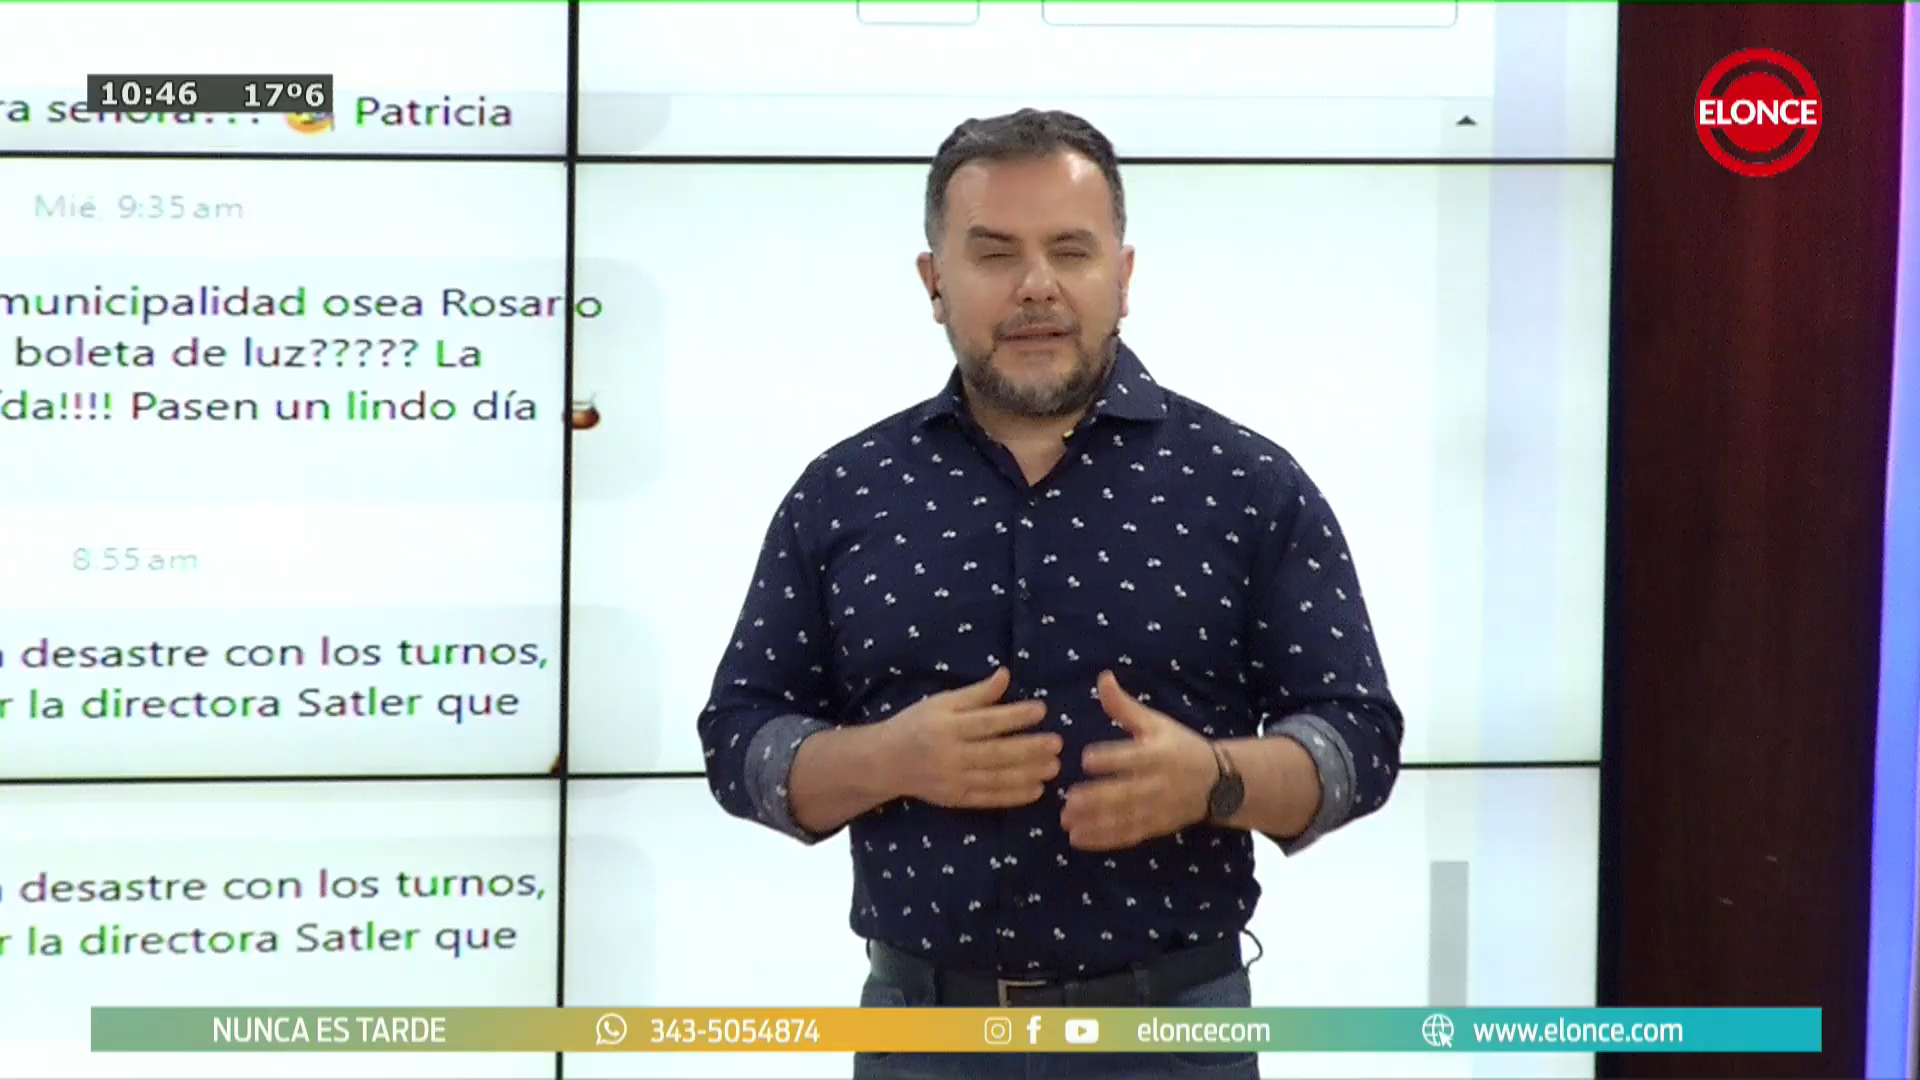 10:46 17º6
Patricia
ELONCE
Mié, 9:35 am
municipalidad osea Rosario
boleta de luz????? La
da!!!! Pasen un lindo día
8:55 am
desastre con los turnos,
r la directora Satler que
desastre con los turnos,
r la directora Satler que
NUNCA ES TARDE 343-5054874 eloncecom www.elonce.com